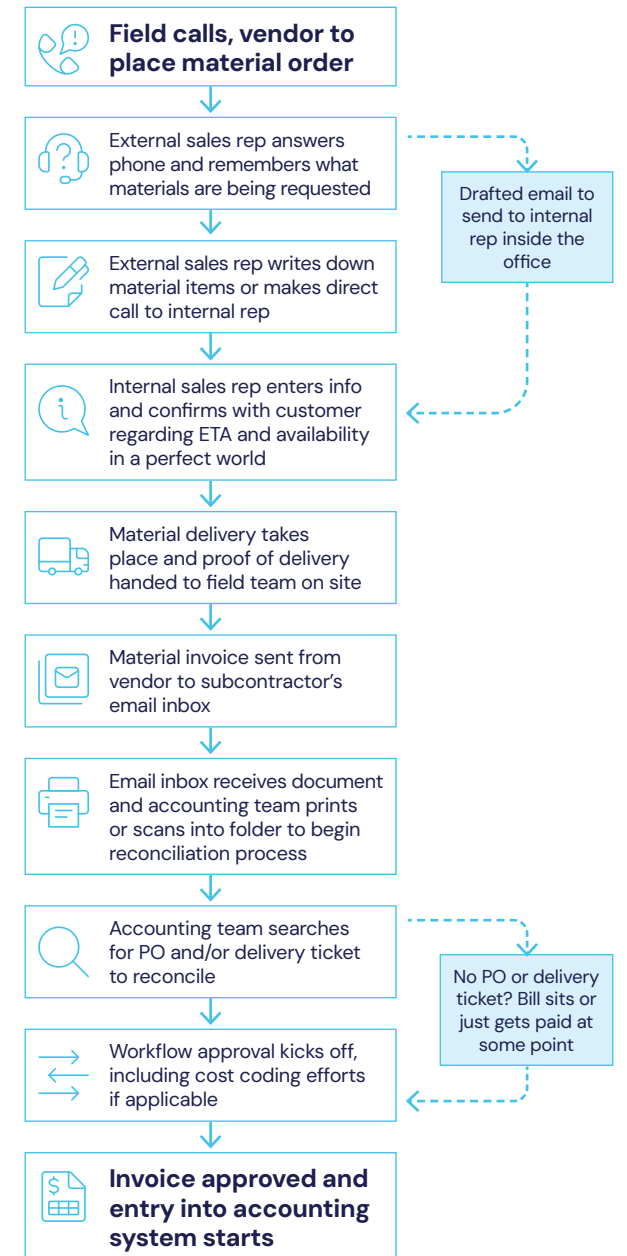 Field calls, vendor to
place material order
External sales rep answers
phone and remembers what
materials are being requested
Drafted email to
send to internal
rep inside the
office
External sales rep writes down
material items or makes direct
call to internal rep
Internal sales rep enters info
and confirms with customer
regarding ETA and availability
in a perfect world
Material delivery takes
place and proof of delivery
handed to field team on site
Material invoice sent from
vendor to subcontractor's
email inbox
Email inbox receives document
and accounting team prints
or scans into folder to begin
reconciliation process
Accounting team searches
for PO and/or delivery ticket
to reconcile
No PO or delivery
ticket? Bill sits or
just gets paid at
some point
Workflow approval kicks off,
including cost coding efforts
if applicable
Invoice approved and
entry into accounting
system starts